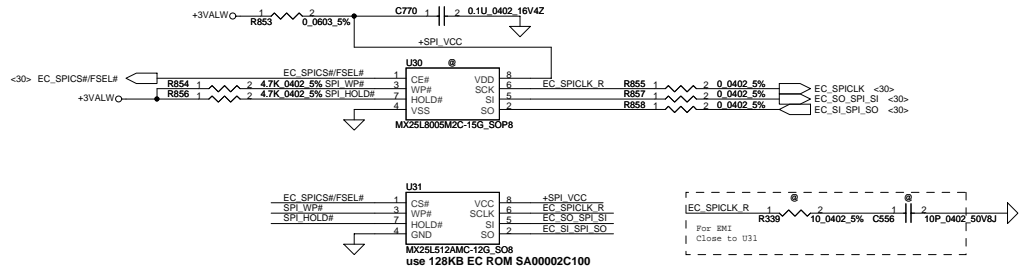 +3VALW
R853
1
2
0_0603_5%
C770
1
2
0.1U_0402_16V4Z
+SPI_VCC
U30
@
<30> EC_SPICS#/FSEL#
EC_SPICS#/FSEL#
1
CE#
VDD
8
R854
1
2
4.7K_0402_5%
SPI_WP#
3
WP#
SCK
6
EC_SPICLK_R
R855
1
2
0_0402_5%
EC_SPICLK <30>
+3VALW
R856
1
2
4.7K_0402_5%
SPI_HOLD#
7
HOLD#
SI
5
R857
1
2
0_0402_5%
EC_SO_SPI_SI <30>
4
VSS
SO
2
R858
1
2
0_0402_5%
EC_SI_SPI_SO <30>
MX25L8005M2C-15G_SOP8
U31
EC_SPICS#/FSEL#
1
CS#
VCC
8
+SPI_VCC
SPI_WP#
3
WP#
SCLK
6
EC_SPICLK_R
SPI_HOLD#
7
HOLD#
SI
5
EC_SO_SPI_SI
4
GND
SO
2
EC_SI_SPI_SO
MX25L512AMC-12G_SO8
use 128KB EC ROM SA00002C100
@
@
EC_SPICLK_R
1
2
1
2
R339
10_0402_5%
C556
10P_0402_50V8J
For EMI
Close to U31